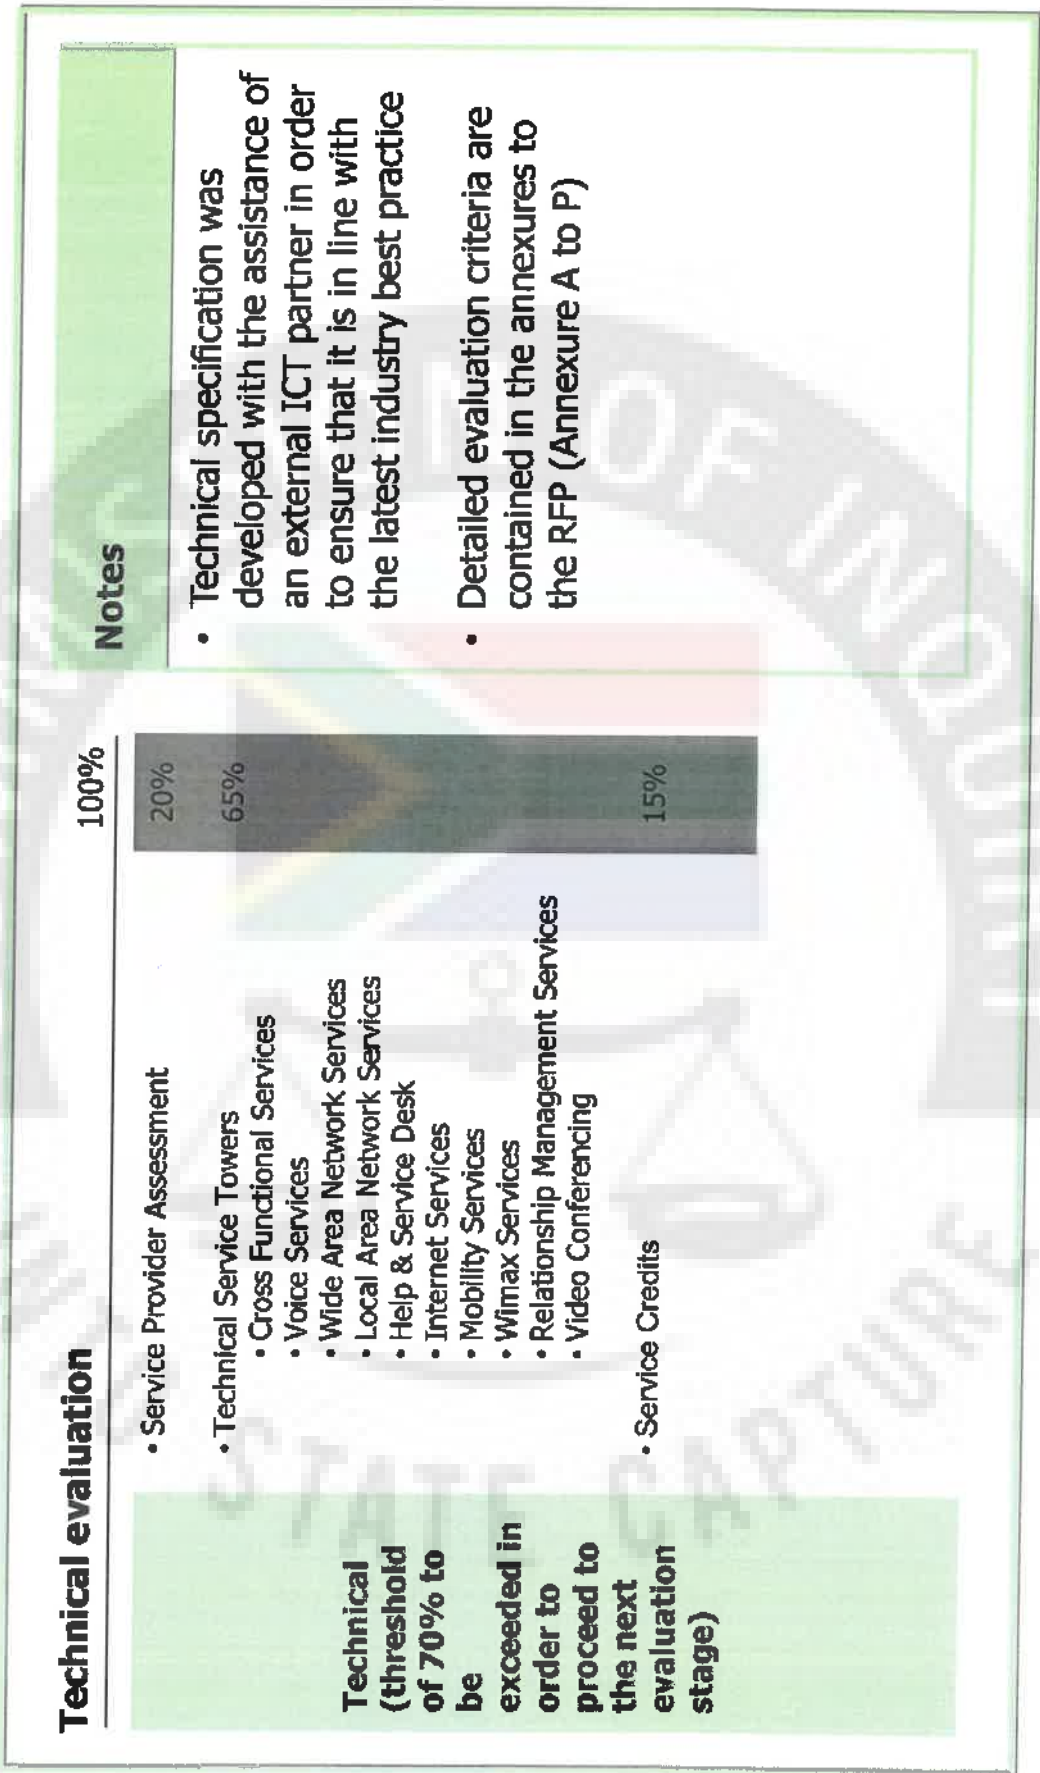 Technical evaluation
100%
Technical
(threshold
of 70% to
be
exceeded in
order to
proceed to
the next
evaluation
stage)
• Service Provider Assessment
20%
• Technical Service Towers
65%
• Cross Functional Services
• Voice Services
• Wide Area Network Services
• Local Area Network Services
• Help & Service Desk
• Internet Services
• Mobility Services
• Wimax Services
• Relationship Management Services
• Video Conferencing
• Service Credits
15%
Notes
• Technical specification was
developed with the assistance of
an external ICT partner in order
to ensure that it is in line with
the latest industry best practice
• Detailed evaluation criteria are
contained in the annexures to
the RFP (Annexure A to P)
OF INQUIRY
STATE CAPTURE